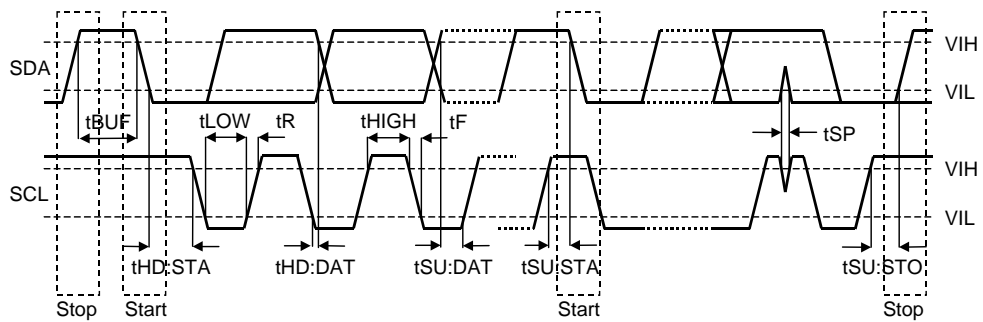 VIH
SDA
VIL
tBUF tLOW tR tHIGH tF
tSP
VIH
SCL
VIL
tHD:STA tHD:DAT tSU:DAT tSU:STA tSU:STO
Stop Start Start Stop